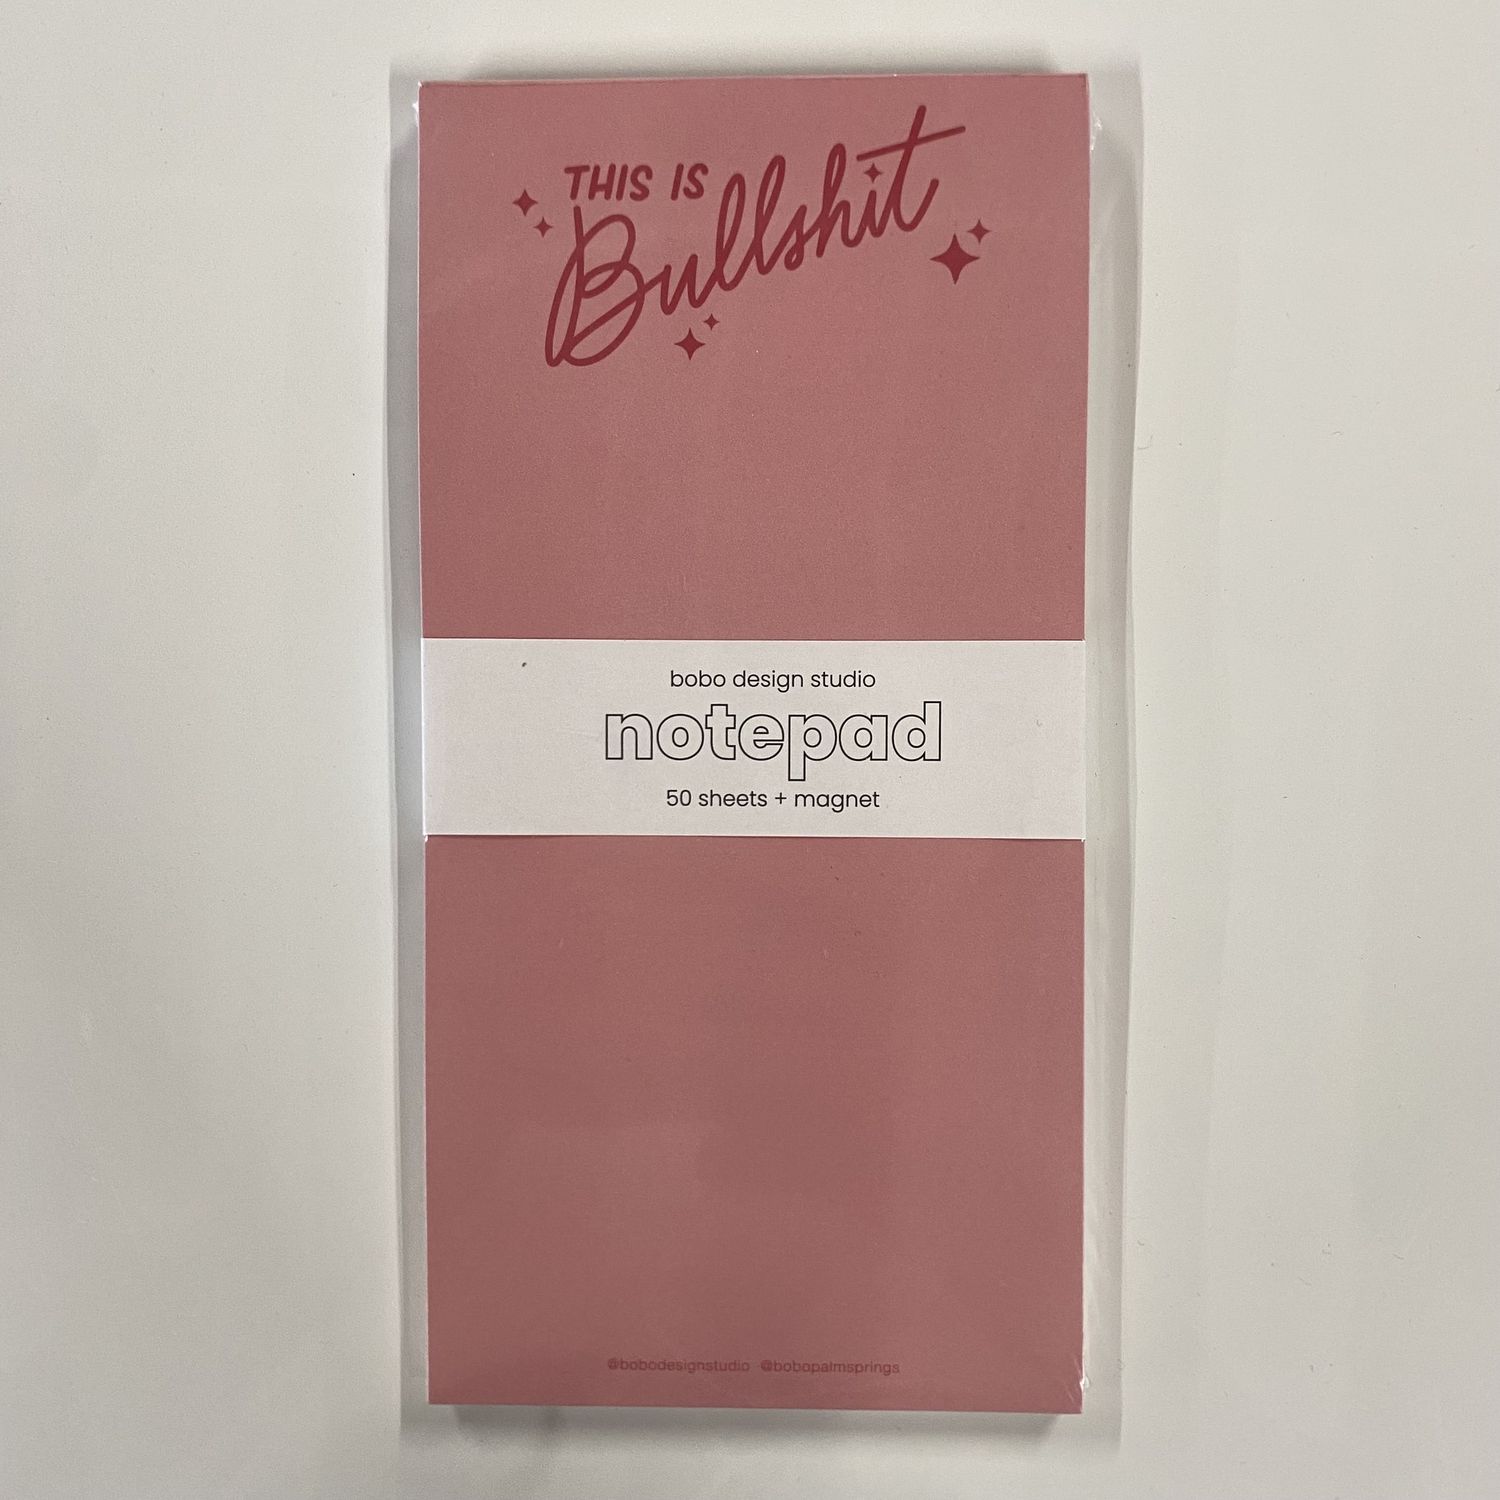 THIS IS
Bullshit
bobo design studio
notepad
50 sheets + magnet
@bobodesignstudio @bobopalmsprings